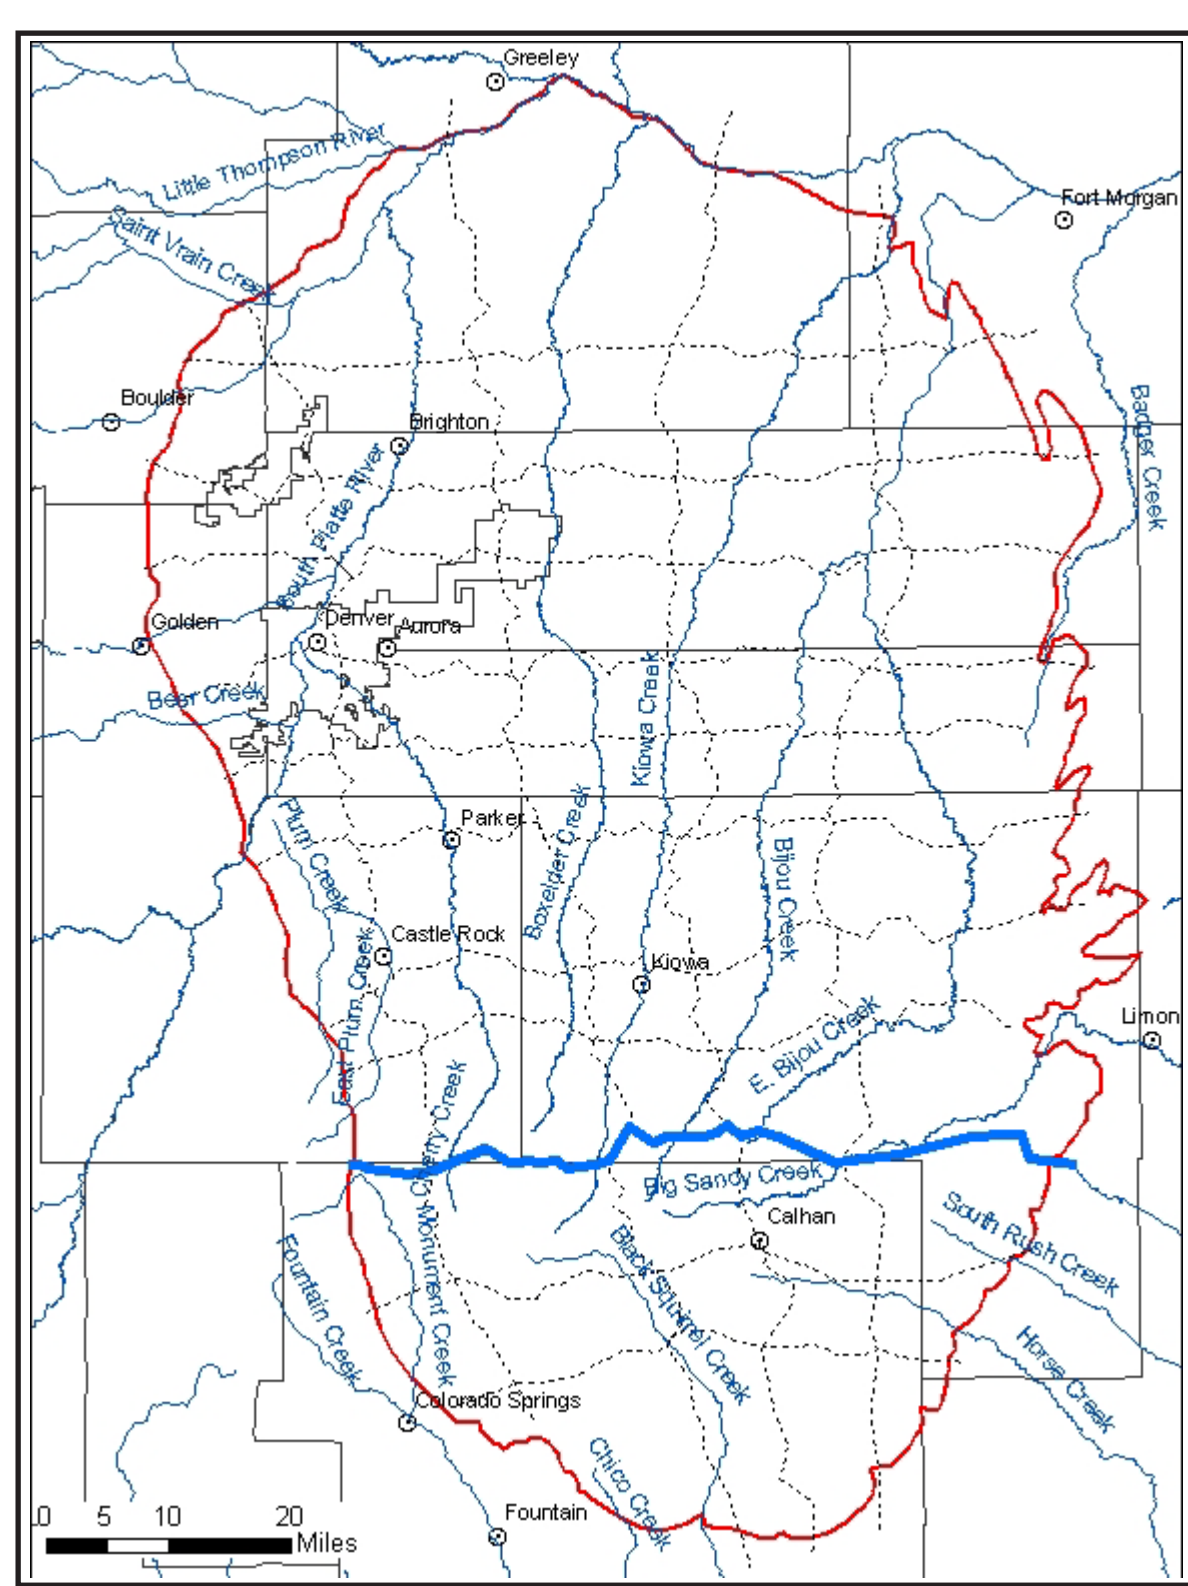 Greeley
Little Thompson River
Fort Morgan
Saint Vrain Creek
Boulder
Badger Creek
Brighton
South Platte River
Golden
Denver
Aurora
Bear Creek
Kiowa Creek
Plum Creek
Parker
Boxelder Creek
Bijou Creek
Castle Rock
East Plum Creek
Kiowa
E. Bijou Creek
Limon
Cherry Creek
Big Sandy Creek
Calhan
South Rush Creek
Fountain Creek
Monument Creek
Black Squirrel Creek
Horse Creek
Colorado Springs
Chico Creek
Fountain
0 5 10 20
Miles